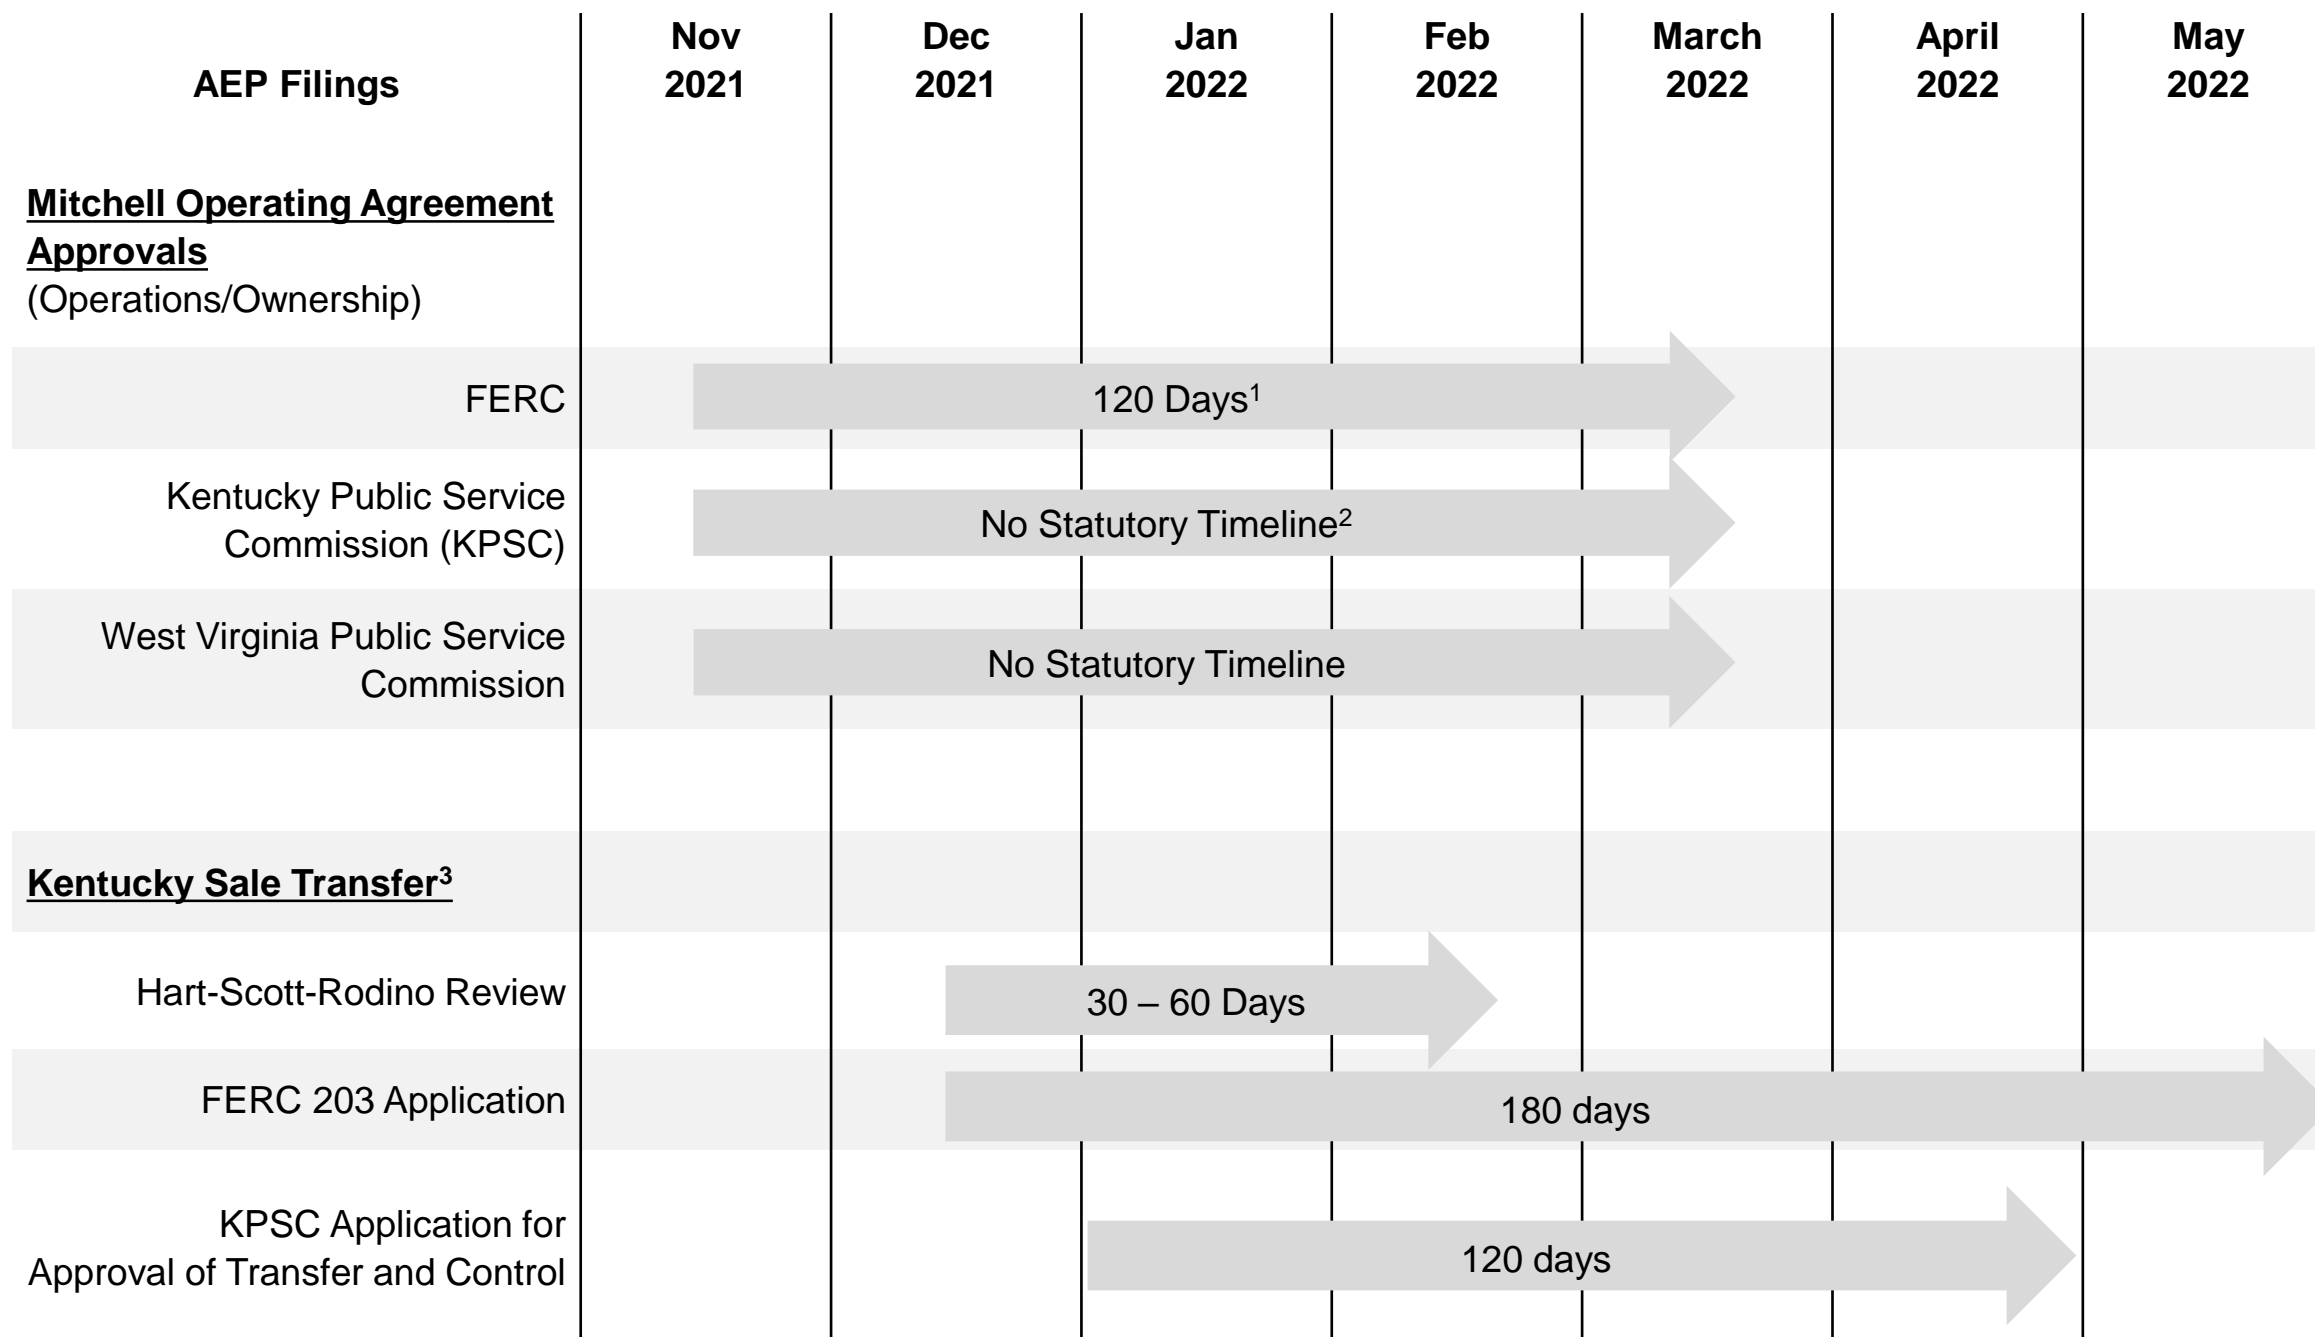 AEP Filings
Nov
2021
Dec
2021
Jan
2022
Feb
2022
March
2022
April
2022
May
2022
Mitchell Operating Agreement
Approvals
(Operations/Ownership)
FERC
120 Days¹
Kentucky Public Service
Commission (KPSC)
No Statutory Timeline²
West Virginia Public Service
Commission
No Statutory Timeline
Kentucky Sale Transfer³
Hart-Scott-Rodino Review
30 – 60 Days
FERC 203 Application
180 days
KPSC Application for
Approval of Transfer and Control
120 days